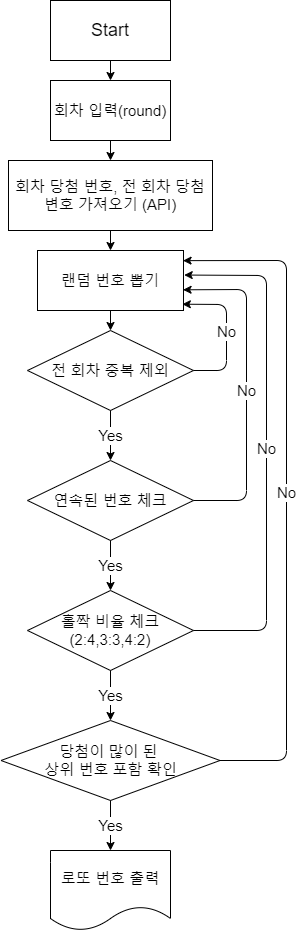 Start
회차 입력(round)
회차 당첨 번호, 전 회차 당첨
변호 가져오기 (API)
랜덤 번호 뽑기
No
전 회차 중복 제외
No
Yes
No
No
연속된 번호 체크
Yes
홀짝 비율 체크
(2:4,3:3,4:2)
Yes
당첨이 많이 된
상위 번호 포함 확인
Yes
로또 번호 출력